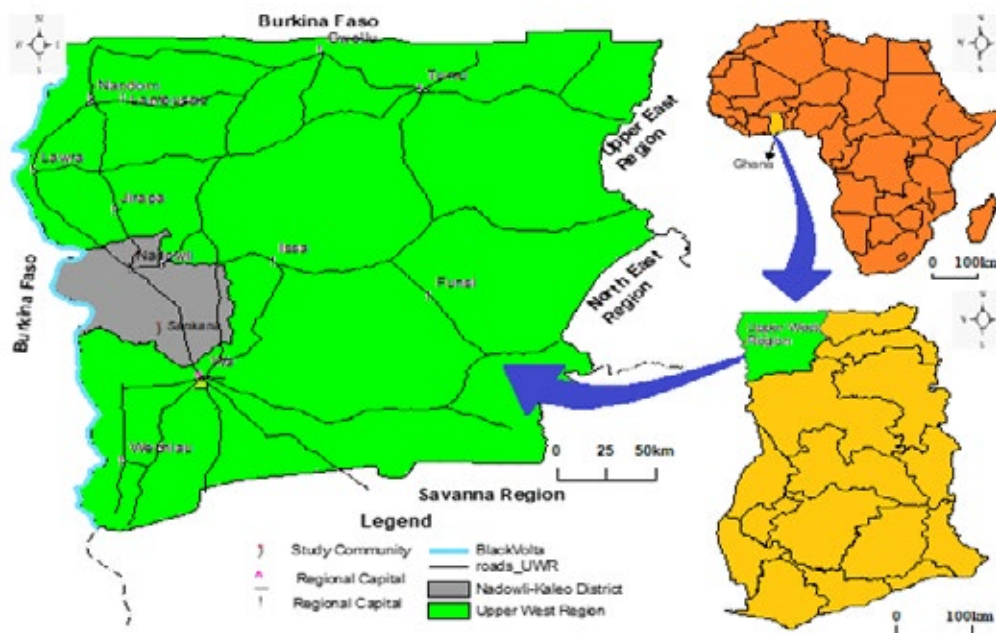 Burkina Faso
Gwollu
Tumu
Nandom
Lambussie
Upper East
Region
Lawra
Jirapa
Nadowli
Issa
Funsi
North East
Region
Burkina Faso
Sankana
Wa
Wechiau
0 25 50km
Savanna Region
Legend
Study Community
Regional Capital
Regional Capital
BlackVolta
roads_UWR
Nadowli-Kaleo District
Upper West Region
Ghana
0 100km
Upper West
Region
0 100km